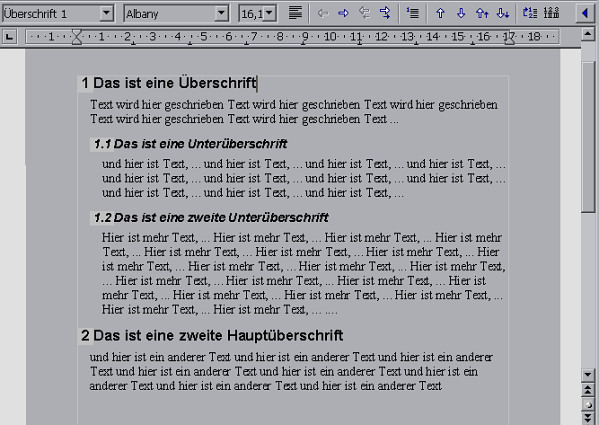 Überschrift 1 Albany 16,1
··1···1···2···3···4···5···6···7···8···9···10···11···12···13···14···15···16···17···18···
1 Das ist eine Überschrift
Text wird hier geschrieben Text wird hier geschrieben Text wird hier geschrieben
Text wird hier geschrieben Text wird hier geschrieben Text ...
1.1 Das ist eine Unterüberschrift
und hier ist Text, ... und hier ist Text, ... und hier ist Text, ... und hier ist Text, ...
und hier ist Text, ... und hier ist Text, ... und hier ist Text, ... und hier ist Text, ...
und hier ist Text, ... und hier ist Text, ... und hier ist Text, ...
1.2 Das ist eine zweite Unterüberschrift
Hier ist mehr Text, ... Hier ist mehr Text, ... Hier ist mehr Text, ... Hier ist mehr
Text, ... Hier ist mehr Text, ... Hier ist mehr Text, ... Hier ist mehr Text, ... Hier
ist mehr Text, ... Hier ist mehr Text, ... Hier ist mehr Text, ... Hier ist mehr Text,
... Hier ist mehr Text, ... Hier ist mehr Text, ... Hier ist mehr Text, ... Hier ist
mehr Text, ... Hier ist mehr Text, ... Hier ist mehr Text, ... Hier ist mehr Text, ...
Hier ist mehr Text, ... Hier ist mehr Text, ... ....
2 Das ist eine zweite Hauptüberschrift
und hier ist ein anderer Text und hier ist ein anderer Text und hier ist ein anderer
Text und hier ist ein anderer Text und hier ist ein anderer Text und hier ist ein
anderer Text und hier ist ein anderer Text und hier ist ein anderer Text